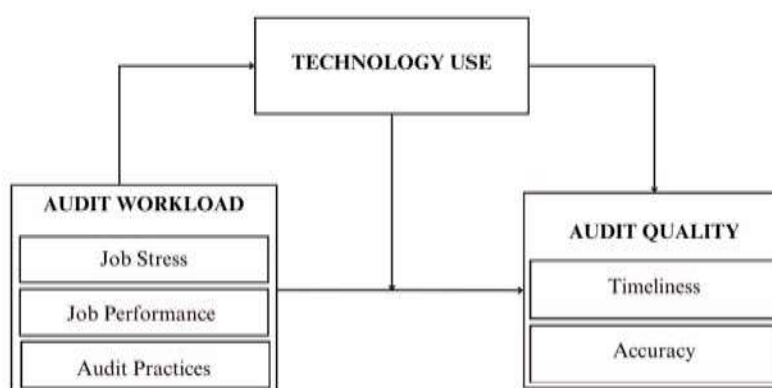 TECHNOLOGY USE
AUDIT WORKLOAD
Job Stress
Job Performance
Audit Practices
AUDIT QUALITY
Timeliness
Accuracy